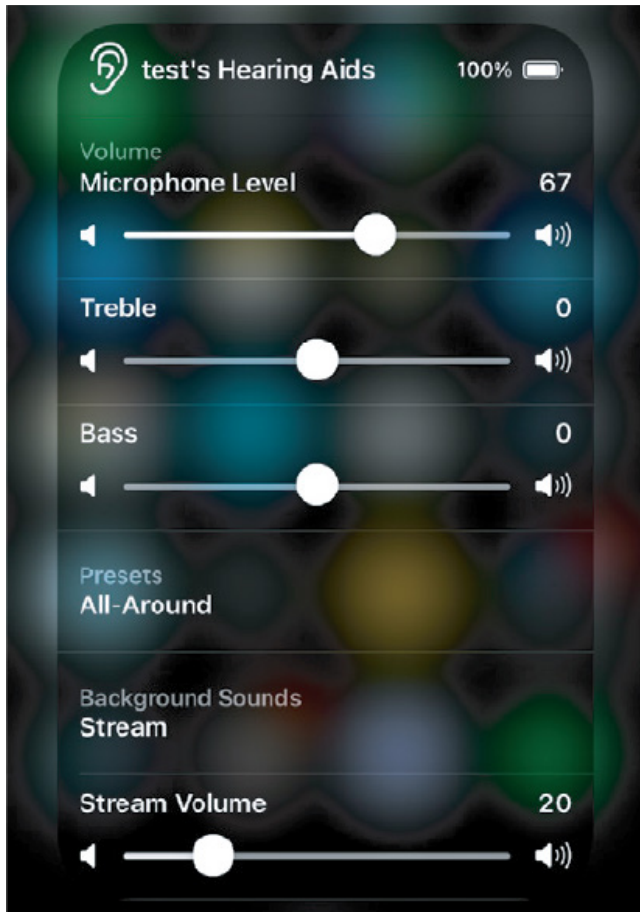 test's Hearing Aids 100%
Volume
Microphone Level 67
Treble 0
Bass 0
Presets
All-Around
Background Sounds
Stream
Stream Volume 20